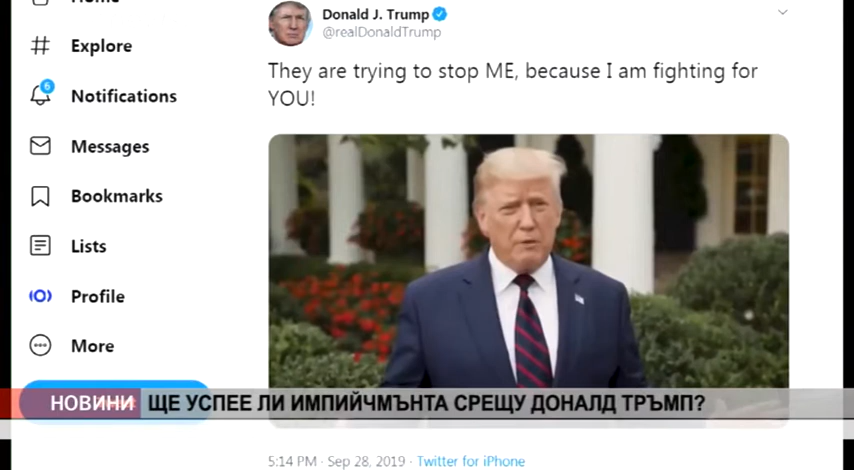 Home
Donald J. Trump
@realDonaldTrump
Explore
They are trying to stop ME, because I am fighting for
YOU!
6
Notifications
Messages
Bookmarks
Lists
Profile
More
НОВИНИ ЩЕ УСПЕЕ ЛИ ИМПИЙЧМЪНТА СРЕЩУ ДОНАЛД ТРЪМП?
5:14 PM · Sep 28, 2019 · Twitter for iPhone